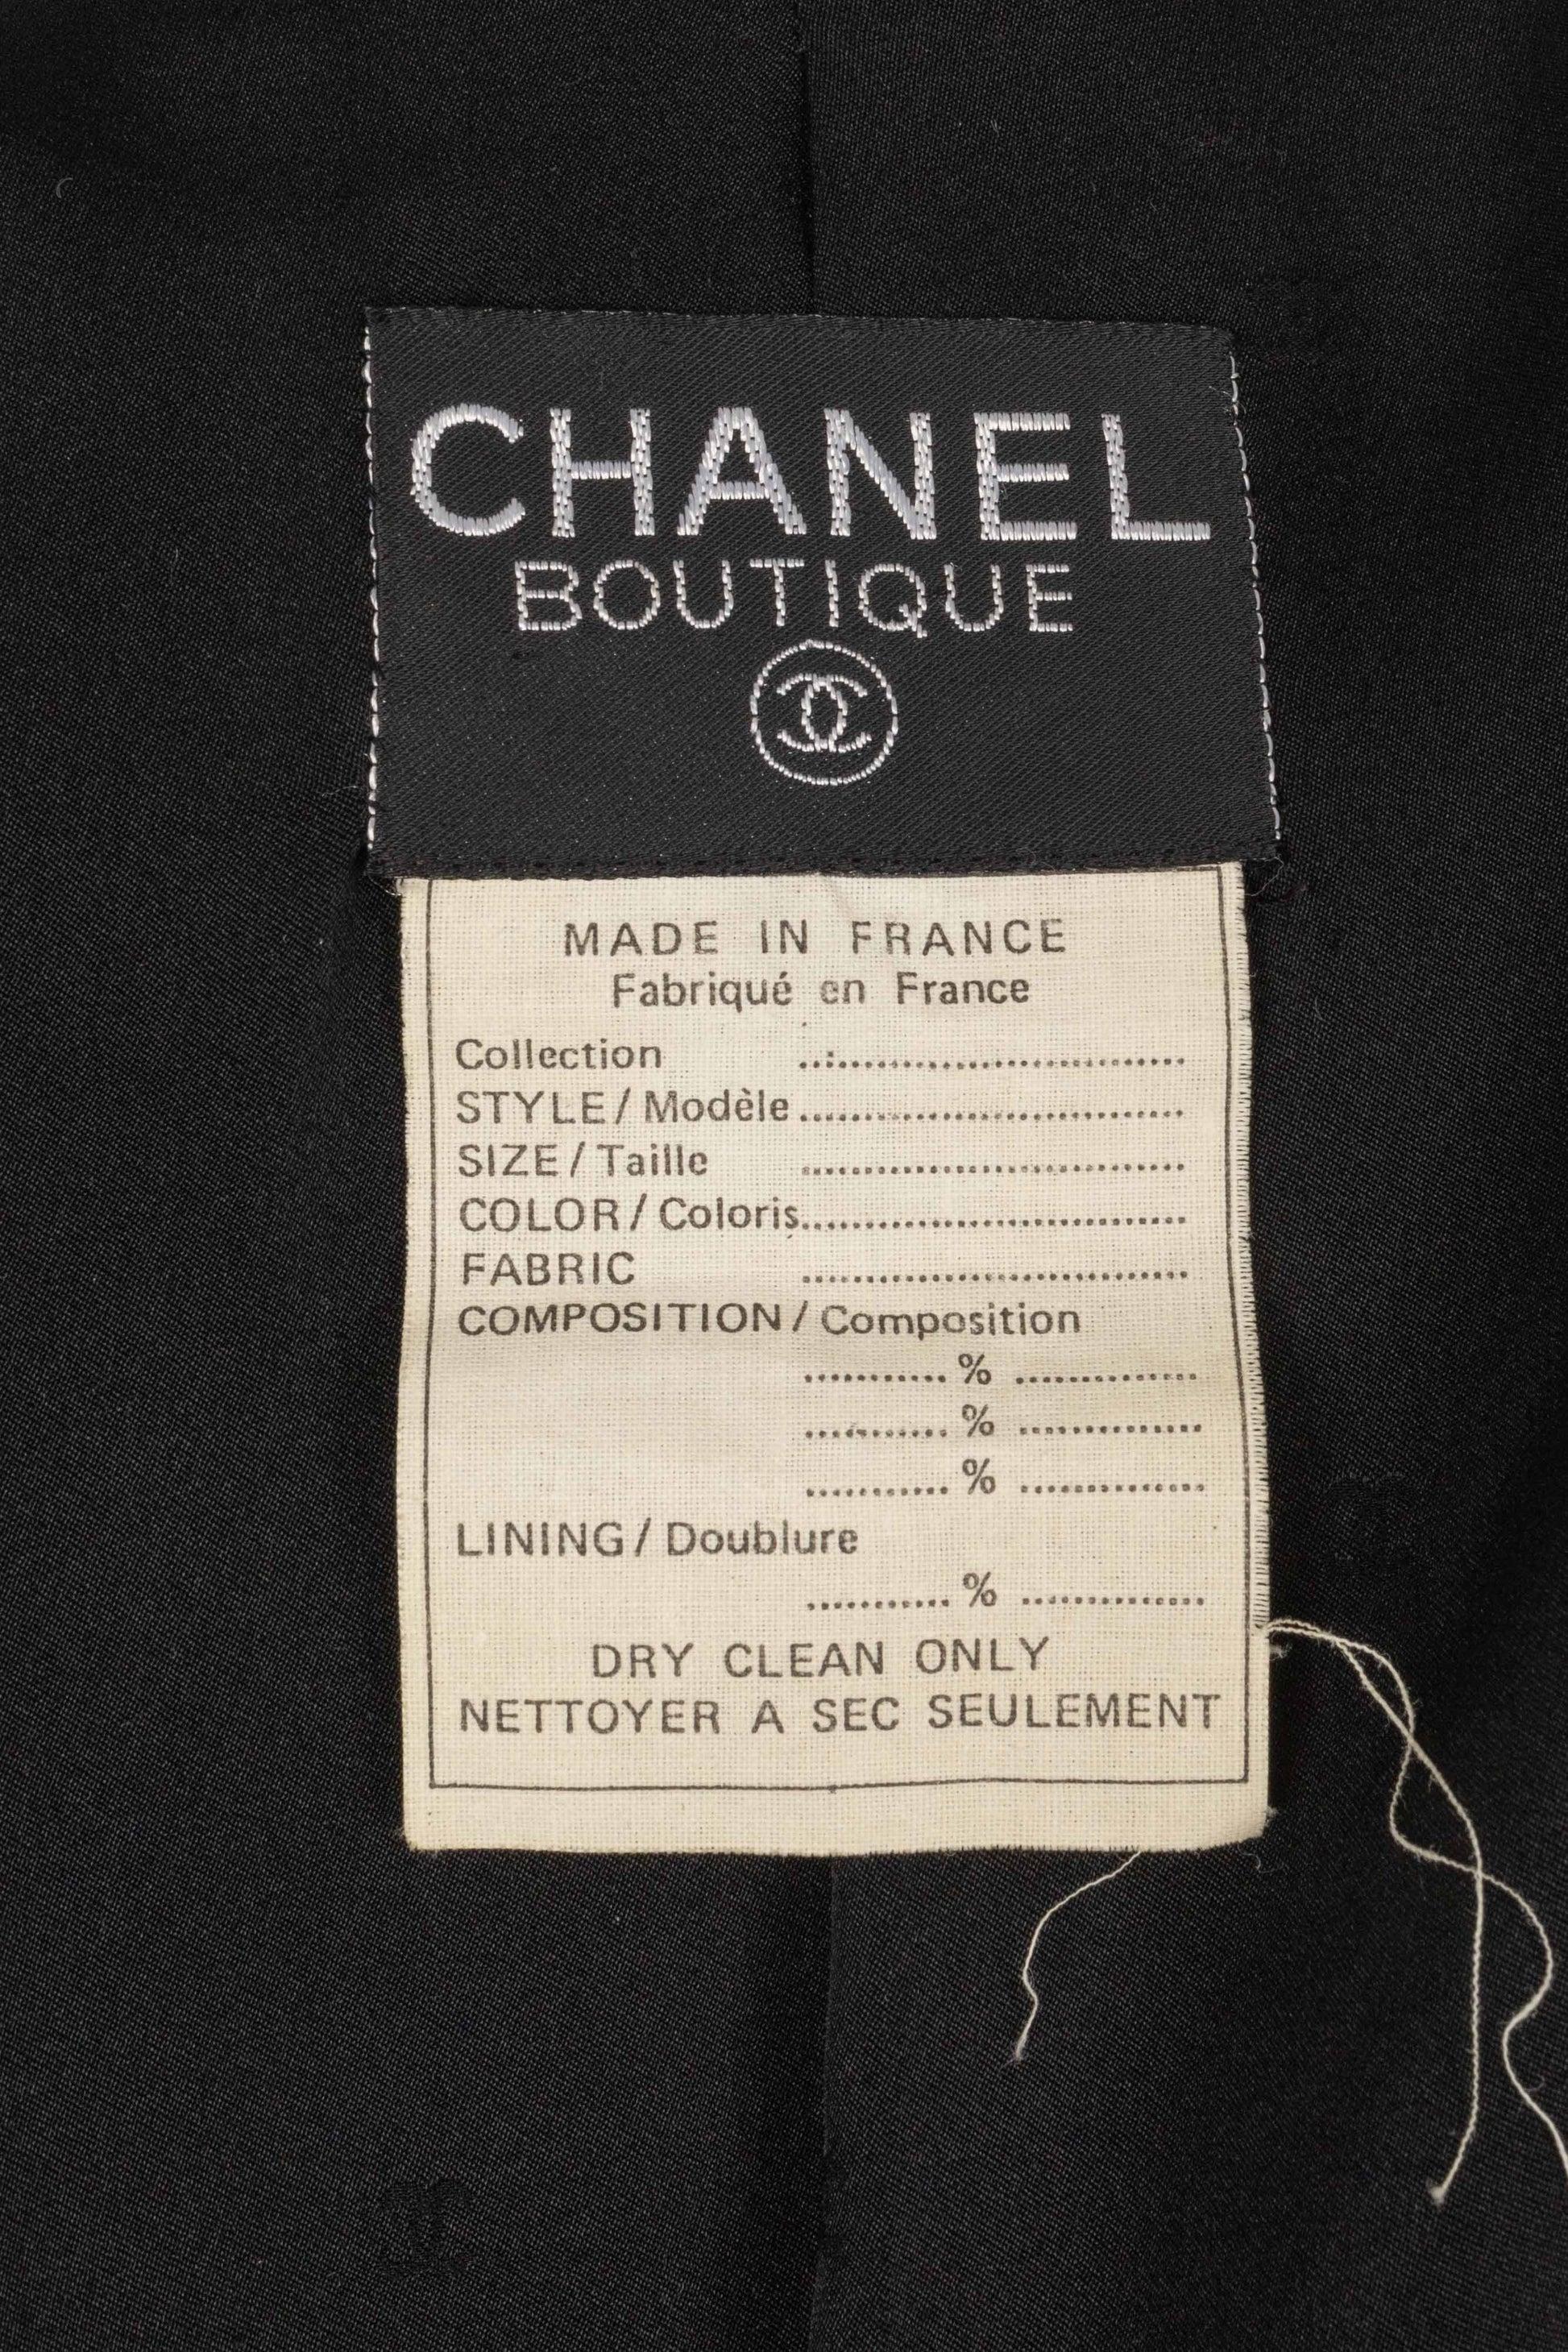 CHANEL
BOUTIQUE
MADE IN FRANCE
Fabriqué en France
Collection ................................
STYLE / Modèle ................................
SIZE / Taille ................................
COLOR / Coloris ................................
FABRIC ................................
COMPOSITION / Composition
........... % ...............
........... % ...............
........... % ...............
LINING / Doublure
........... % ...............
DRY CLEAN ONLY
NETTOYER A SEC SEULEMENT